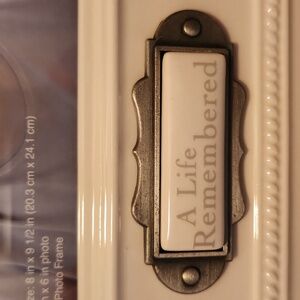 A Life
Remembered
8 in x 9 1/2 in (20.3 cm x 24.1 cm)
x 6 in photo
Photo Frame